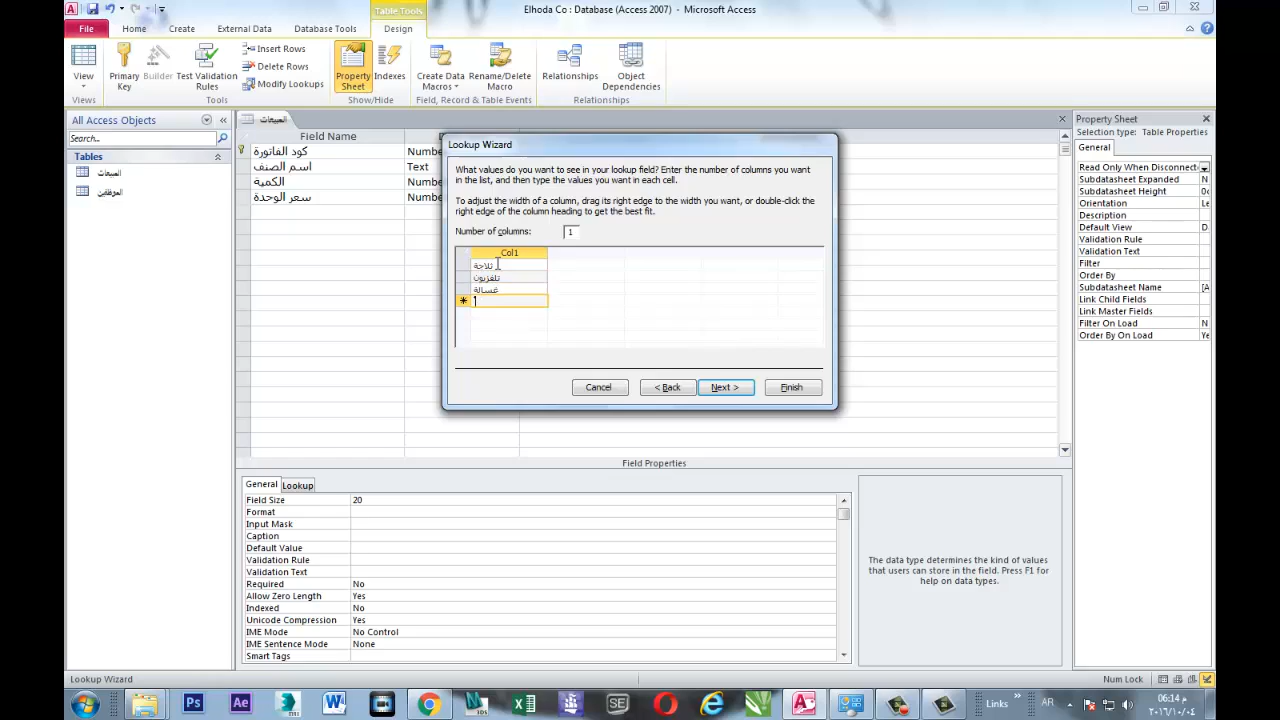 Table Tools
Elhoda Co : Database (Access 2007) - Microsoft Access
File Home Create External Data Database Tools Design
View
Primary Key
Builder
Test Validation Rules
Insert Rows
Delete Rows
Modify Lookups
Property Sheet
Indexes
Create Data Macros
Rename/Delete Macro
Relationships
Object Dependencies
Views
Tools
Show/Hide
Field, Record & Table Events
Relationships
All Access Objects
Search...
Tables
المبيعات
الموظفين
المبيعات
Field Name
كود الفاتورة
اسم الصنف
Text
الكمية
سعر الوحدة
Lookup Wizard
What values do you want to see in your lookup field? Enter the number of columns you want
in the list, and then type the values you want in each cell.
To adjust the width of a column, drag its right edge to the width you want, or double-click the
right edge of the column heading to get the best fit.
Number of columns: 1
Col1
ثلاجة
تلفزيون
غسالة
Cancel
< Back
Next >
Finish
Property Sheet
Selection type: Table Properties
General
Read Only When Disconnect
Subdatasheet Expanded N
Subdatasheet Height 0c
Orientation Le
Description
Default View D
Validation Rule
Validation Text
Filter
Order By
Subdatasheet Name [A
Link Child Fields
Link Master Fields
Filter On Load N
Order By On Load Ye
Field Properties
General Lookup
Field Size 20
Format
Input Mask
Caption
Default Value
Validation Rule
Validation Text
Required No
Allow Zero Length Yes
Indexed No
Unicode Compression Yes
IME Mode No Control
IME Sentence Mode None
Smart Tags
The data type determines the kind of values
that users can store in the field. Press F1 for
help on data types.
Lookup Wizard
Num Lock
Links
AR
06:14 م
٢٠١٦/١٠/٠٤